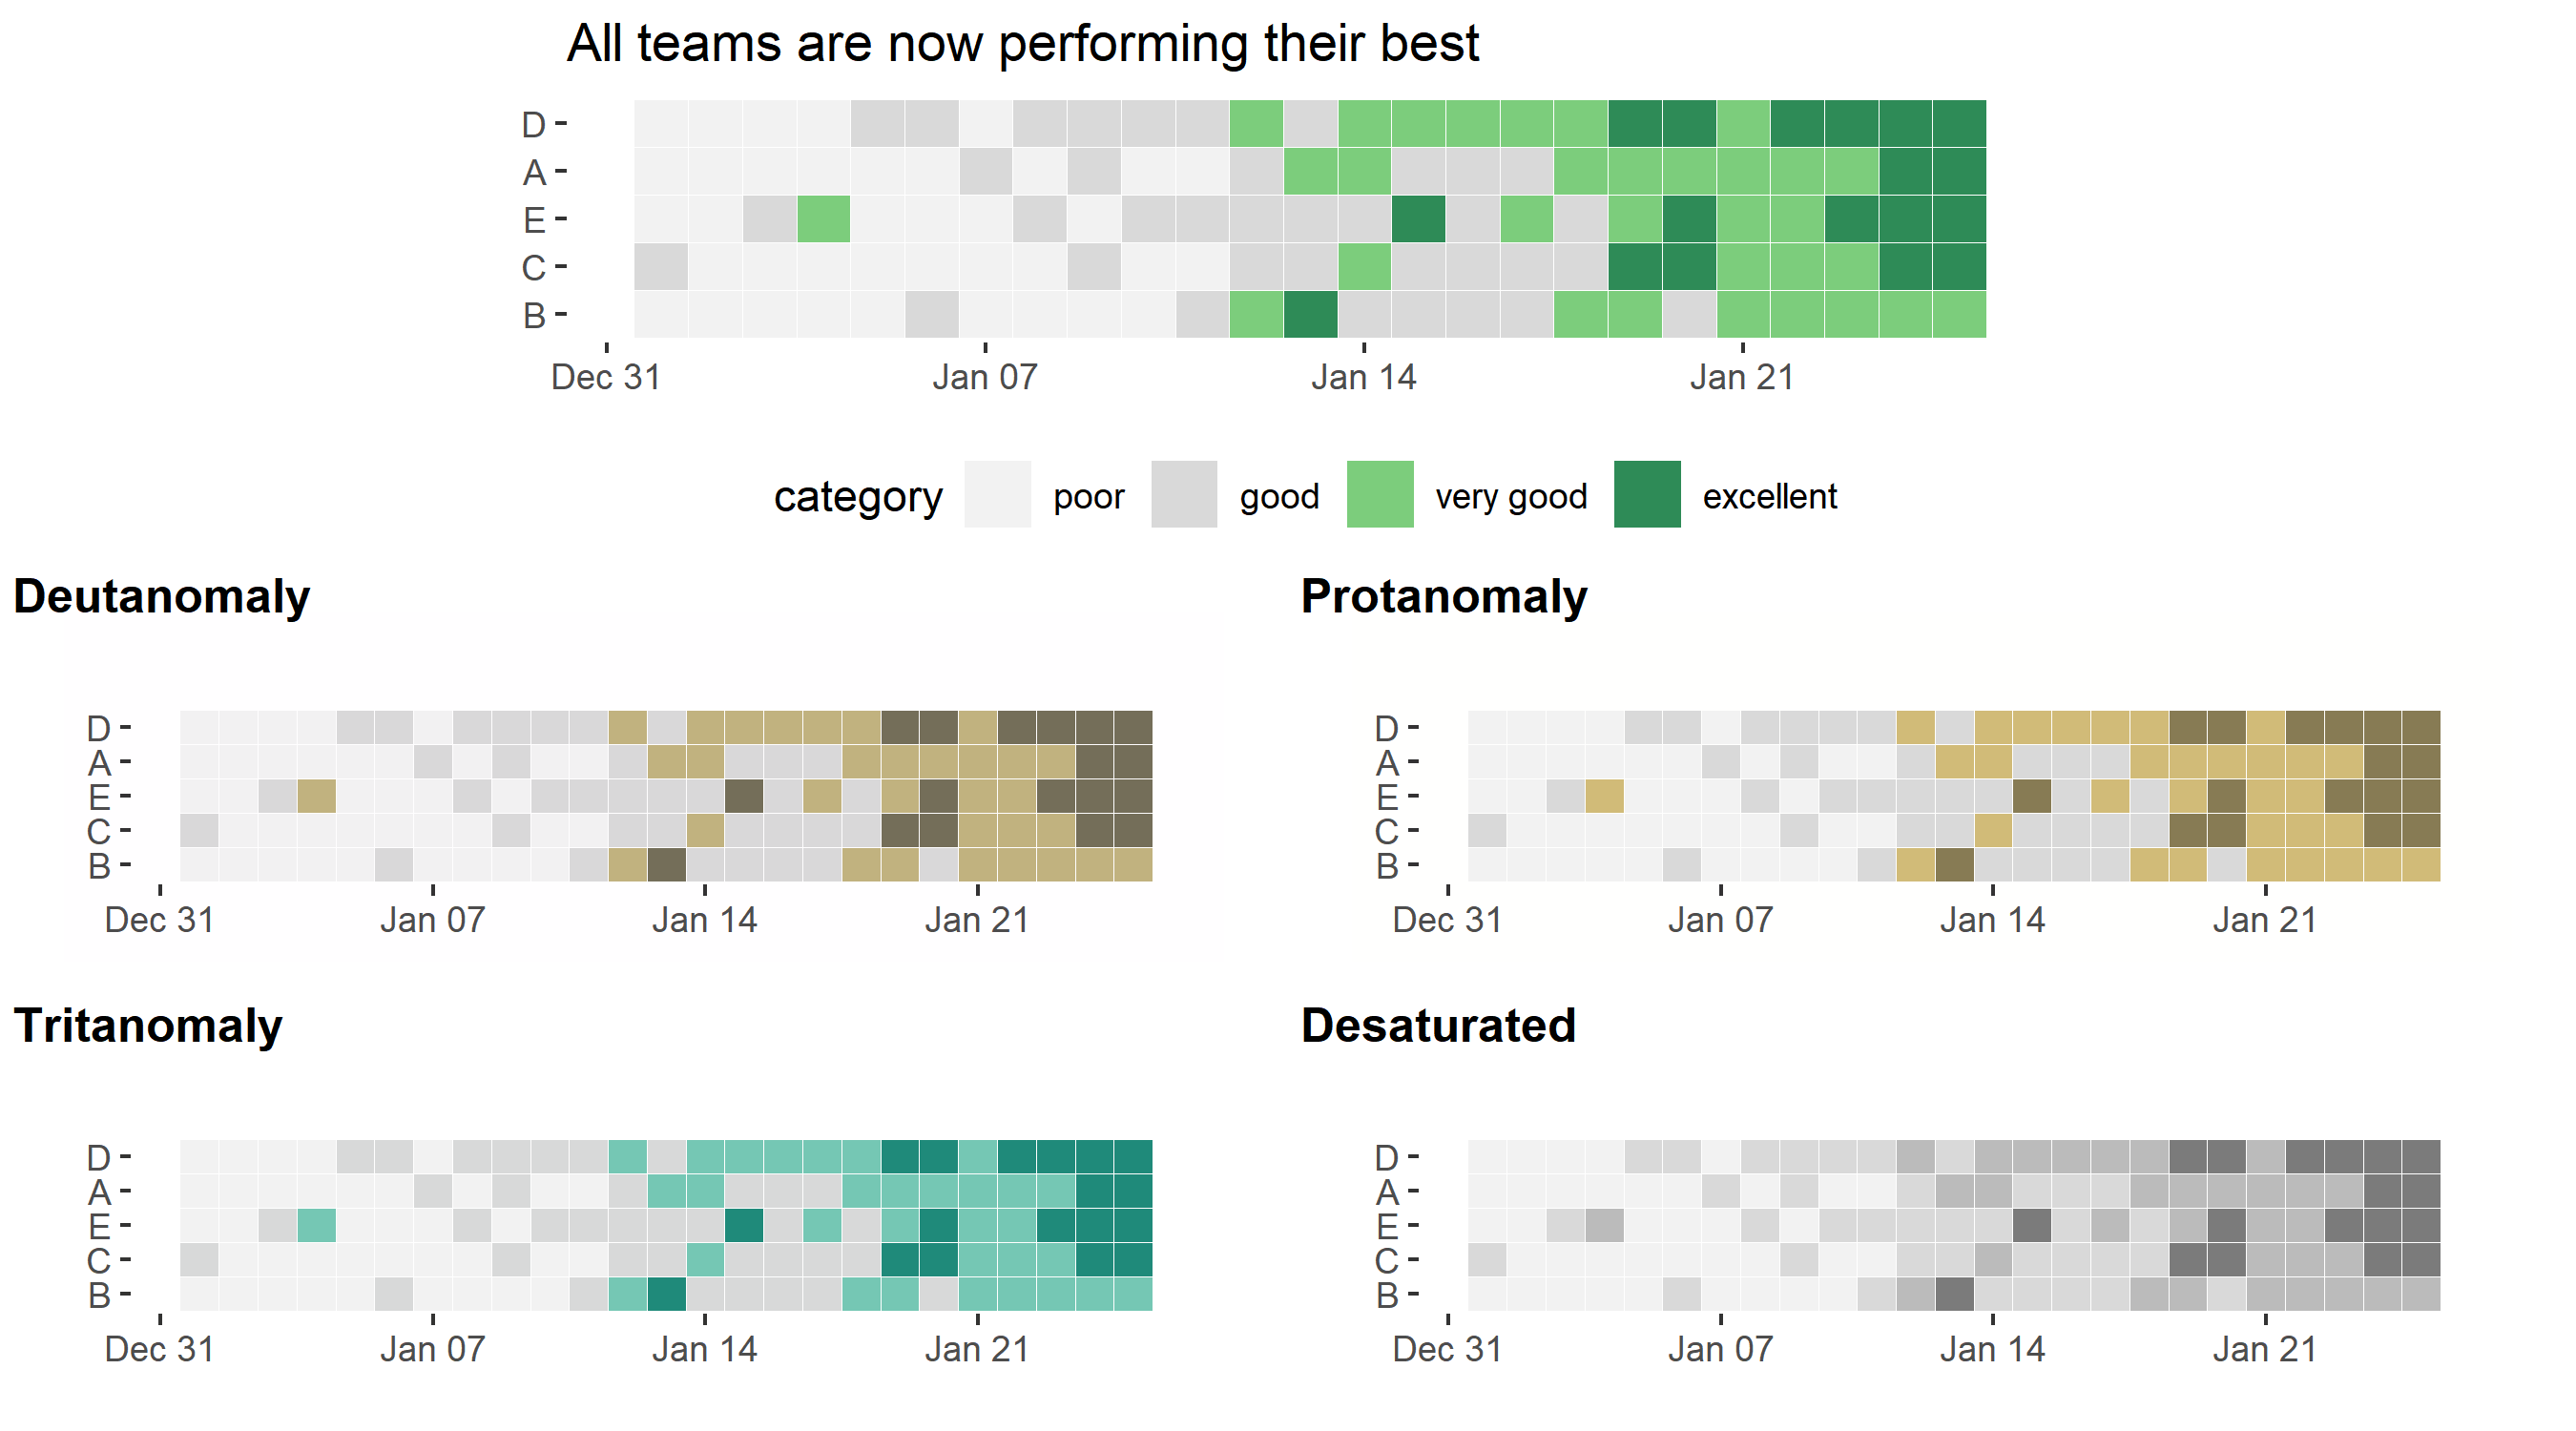 All teams are now performing their best
D
A
E
C
B
Dec 31 Jan 07 Jan 14 Jan 21
category poor good very good excellent
Deutanomaly
D
A
E
C
B
Dec 31 Jan 07 Jan 14 Jan 21
Protanomaly
D
A
E
C
B
Dec 31 Jan 07 Jan 14 Jan 21
Tritanomaly
D
A
E
C
B
Dec 31 Jan 07 Jan 14 Jan 21
Desaturated
D
A
E
C
B
Dec 31 Jan 07 Jan 14 Jan 21